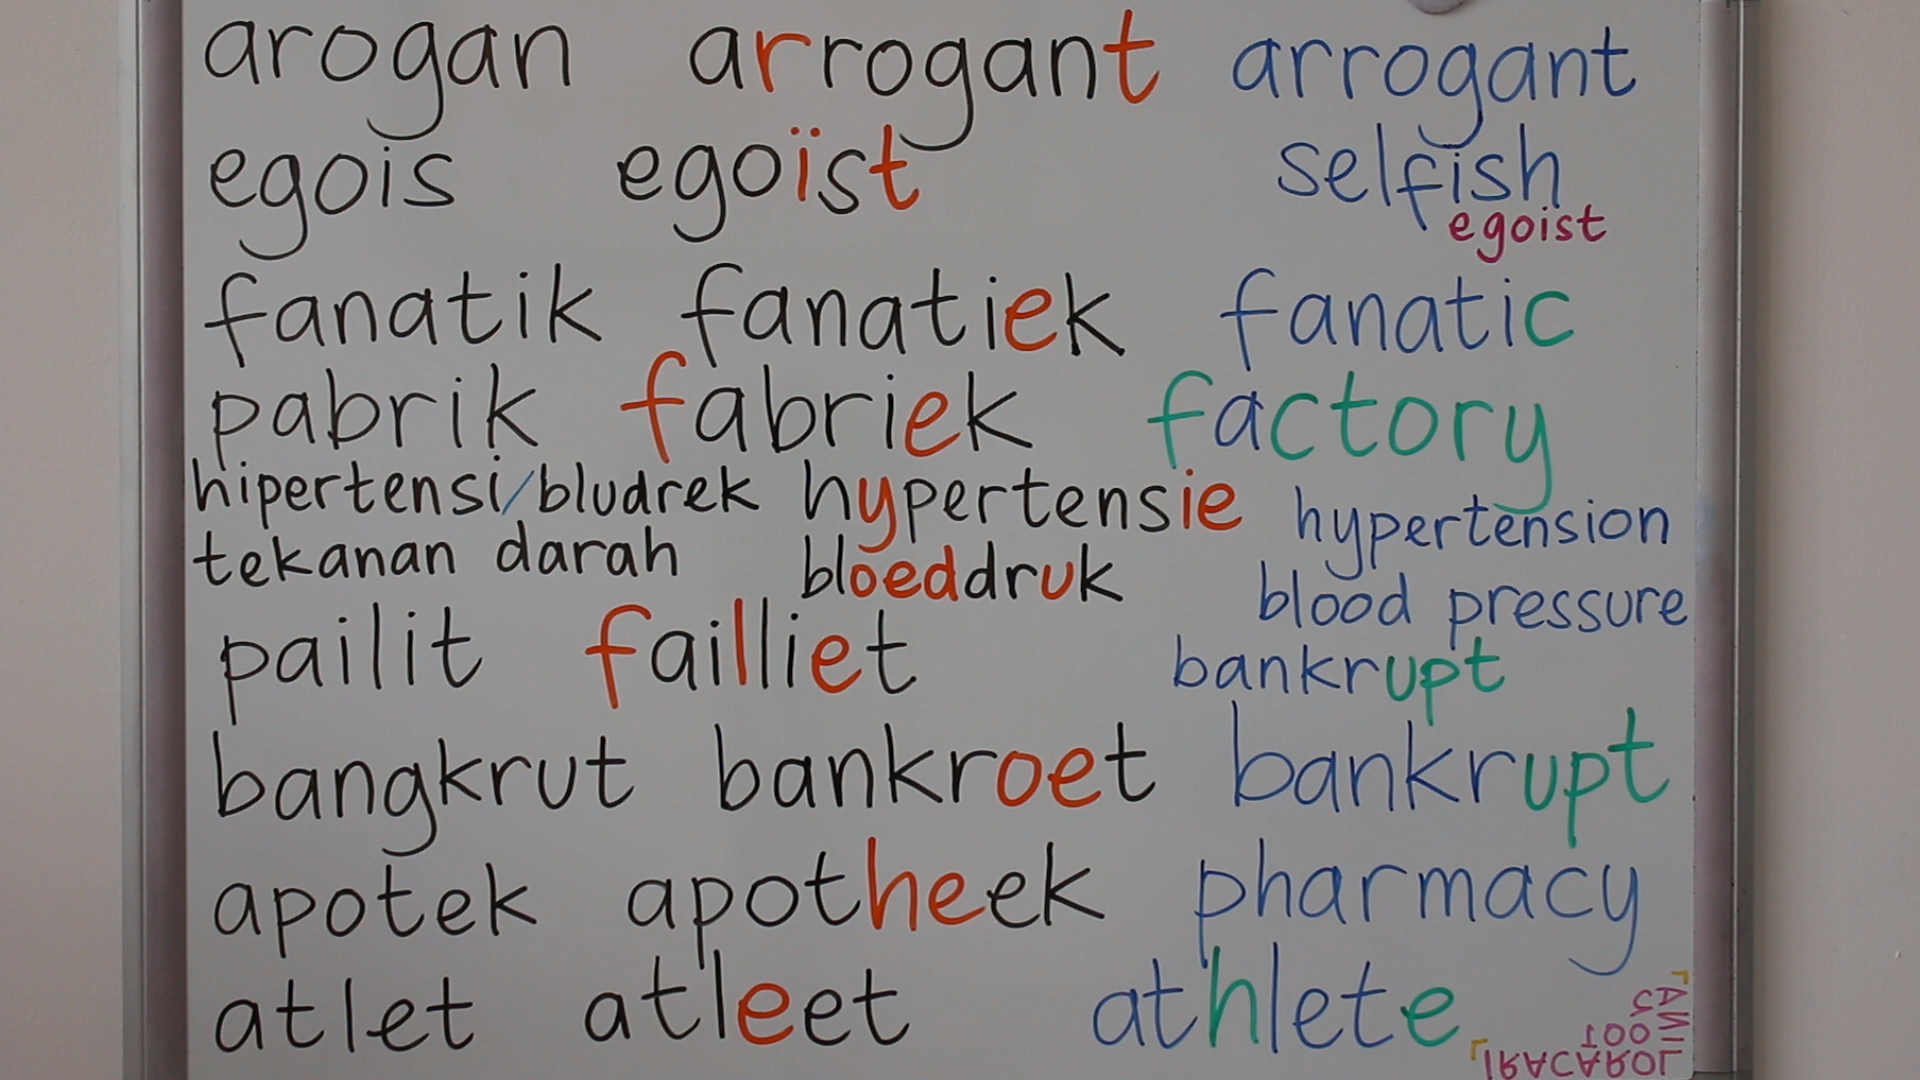 arogan arrogant arrogant
egois egoïst selfish
egoist
fanatik fanatiek fanatic
pabrik fabriek factory
hipertensi/bludrek hypertensie hypertension
tekanan darah bloeddruk blood pressure
pailit failliet bankrupt
bangkrut bankroet bankrupt
apotek apotheek pharmacy
atlet atleet athlete